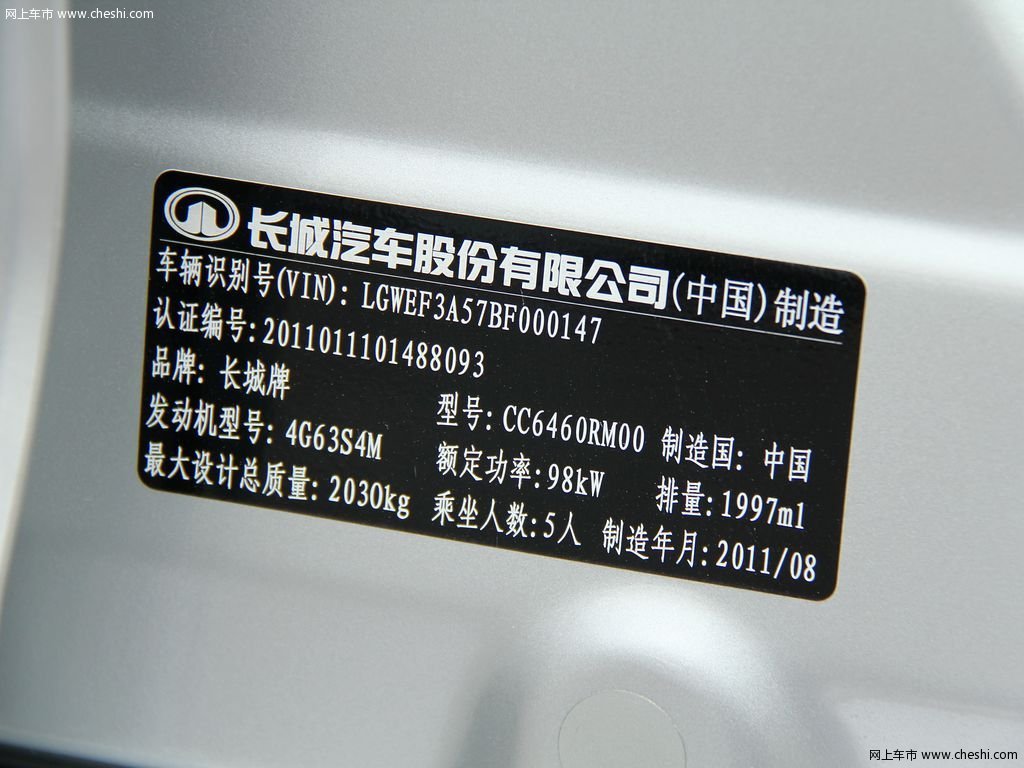 网上车市 www.cheshi.com
长城汽车股份有限公司(中国)制造
车辆识别号(VIN): LGWEF3A57BF000147
认证编号:2011011101488093
品牌: 长城牌 型号: CC6460RM00 制造国: 中国
发动机型号: 4G63S4M 额定功率:98kW 排量:1997ml
最大设计总质量: 2030kg 乘坐人数:5人 制造年月:2011/08
网上车市 www.cheshi.com